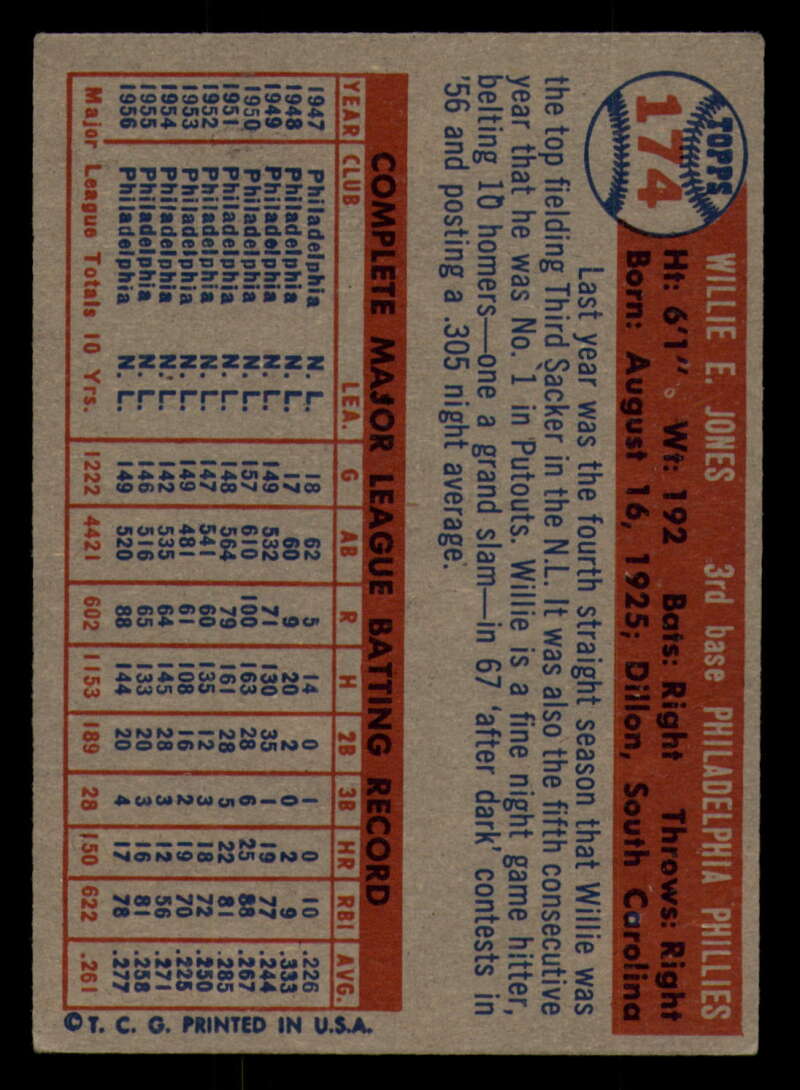 TOPPS
174
WILLIE E. JONES 3rd base PHILADELPHIA PHILLIES
Ht: 6'1" Wt: 192 Bats: Right Throws: Right
Born: August 16, 1925; Dillon, South Carolina
Last year was the fourth straight season that Willie was
the top fielding Third Sacker in the N.L. It was also the fifth consecutive
year that he was No. 1 in Putouts. Willie is a fine night game hitter,
belting 10 homers—one a grand slam—in 67 'after dark' contests in
'56 and posting a .305 night average.
COMPLETE MAJOR LEAGUE BATTING RECORD
YEAR CLUB LEA. G AB R H 2B 3B HR RBI AVG.
1947 Philadelphia N. L. 18 62 5 14 0 1 0 10 .226
1948 Philadelphia N. L. 17 60 9 20 2 0 2 9 .333
1949 Philadelphia N. L. 149 532 71 130 35 1 19 77 .244
1950 Philadelphia N. L. 157 610 100 163 28 6 25 88 .267
1951 Philadelphia N. L. 148 564 79 161 28 5 22 81 .285
1952 Philadelphia N. L. 147 541 60 135 12 3 18 72 .250
1953 Philadelphia N. L. 149 481 61 108 16 2 19 70 .225
1954 Philadelphia N. L. 142 535 64 145 28 3 12 56 .271
1955 Philadelphia N. L. 146 516 65 133 20 3 16 81 .258
1956 Philadelphia N. L. 149 520 88 144 20 4 17 78 .277
Major League Totals 10 Yrs. 1222 4421 602 1153 189 28 150 622 .261
© T. C. G. PRINTED IN U.S.A.